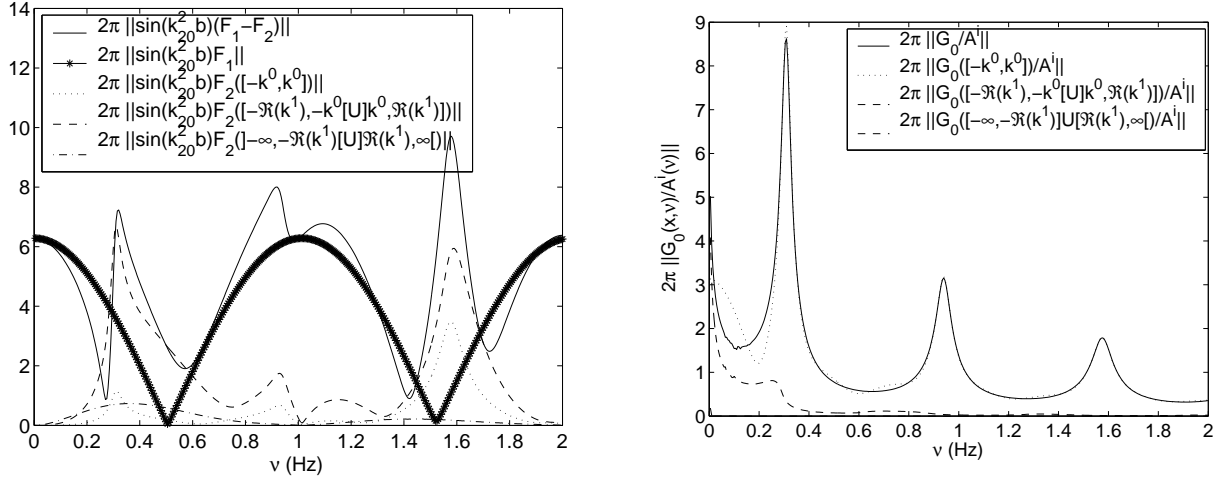 14
12
10
8
6
4
2
0
2π ||sin(k²₂₀b)(F₁−F₂)||
2π ||sin(k²₂₀b)F₁||
2π ||sin(k²₂₀b)F₂([−k⁰,k⁰])||
2π ||sin(k²₂₀b)F₂([−ℜ(k¹),−k⁰[U]k⁰,ℜ(k¹)])||
2π ||sin(k²₂₀b)F₂(]−∞,−ℜ(k¹)[U]ℜ(k¹),∞[)||
0 0.2 0.4 0.6 0.8 1 1.2 1.4 1.6 1.8 2
ν (Hz)
2π ||G₀(x,ν)/Aⁱ(ν)||
9
8
7
6
5
4
3
2
1
0
2π ||G₀/Aⁱ||
2π ||G₀([−k⁰,k⁰])/Aⁱ||
2π ||G₀([−ℜ(k¹),−k⁰[U]k⁰,ℜ(k¹)])/Aⁱ||
2π ||G₀([−∞,−ℜ(k¹)]U[ℜ(k¹),∞[)/Aⁱ||
0 0.2 0.4 0.6 0.8 1 1.2 1.4 1.6 1.8 2
ν (Hz)